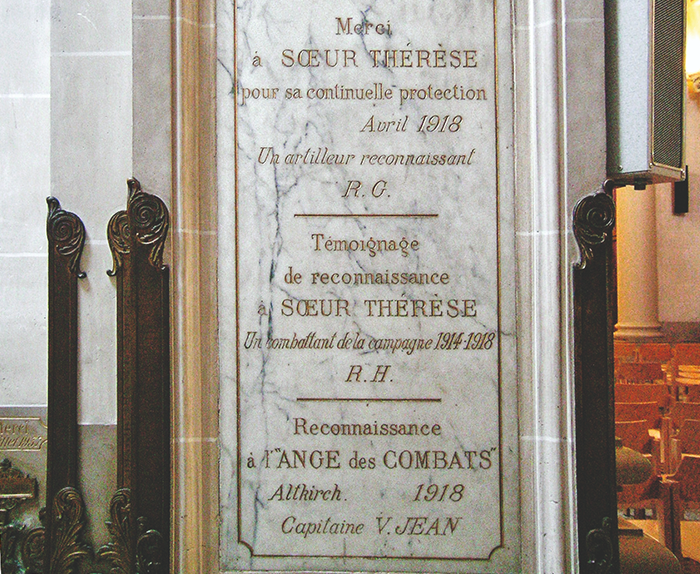 Merci
à SŒUR THÉRÈSE
pour sa continuelle protection
Avril 1918
Un artilleur reconnaissant
R. G.
Témoignage
de reconnaissance
à SŒUR THÉRÈSE
Un combattant de la campagne 1914-1918
R. H.
Reconnaissance
à l'"ANGE des COMBATS"
Altkirch. 1918
Capitaine V. JEAN
Merci